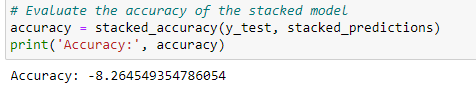 # Evaluate the accuracy of the stacked model
accuracy = stacked_accuracy(y_test, stacked_predictions)
print('Accuracy:', accuracy)
Accuracy: -8.264549354786054